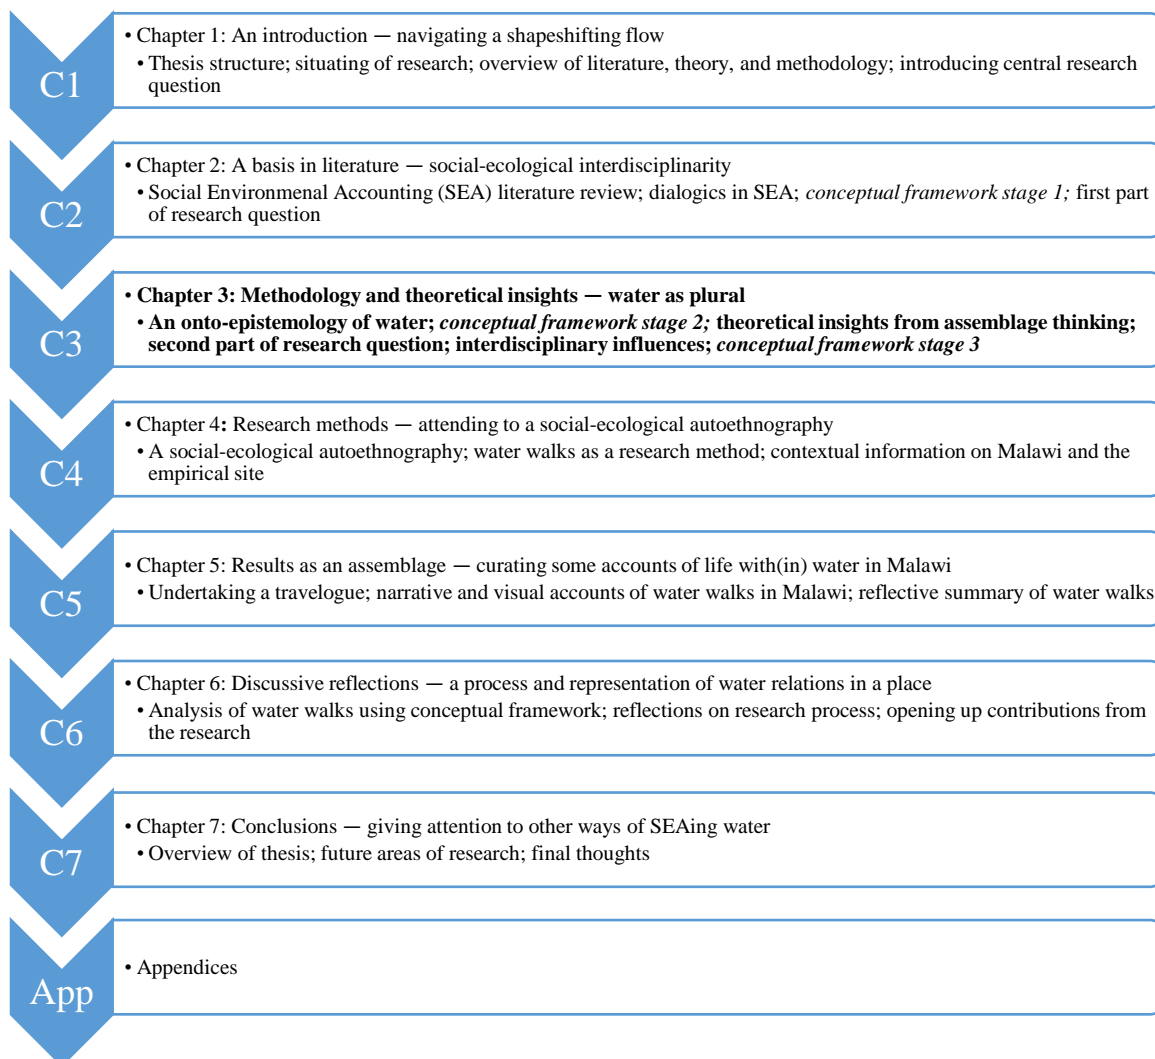 C1
• Chapter 1: An introduction — navigating a shapeshifting flow
• Thesis structure; situating of research; overview of literature, theory, and methodology; introducing central research
question
C2
• Chapter 2: A basis in literature — social-ecological interdisciplinarity
• Social Environmenal Accounting (SEA) literature review; dialogics in SEA; conceptual framework stage 1; first part
of research question
C3
• Chapter 3: Methodology and theoretical insights — water as plural
• An onto-epistemology of water; conceptual framework stage 2; theoretical insights from assemblage thinking;
second part of research question; interdisciplinary influences; conceptual framework stage 3
C4
• Chapter 4: Research methods — attending to a social-ecological autoethnography
• A social-ecological autoethnography; water walks as a research method; contextual information on Malawi and the
empirical site
C5
• Chapter 5: Results as an assemblage — curating some accounts of life with(in) water in Malawi
• Undertaking a travelogue; narrative and visual accounts of water walks in Malawi; reflective summary of water walks
C6
• Chapter 6: Discussive reflections — a process and representation of water relations in a place
• Analysis of water walks using conceptual framework; reflections on research process; opening up contributions from
the research
C7
• Chapter 7: Conclusions — giving attention to other ways of SEAing water
• Overview of thesis; future areas of research; final thoughts
App
• Appendices